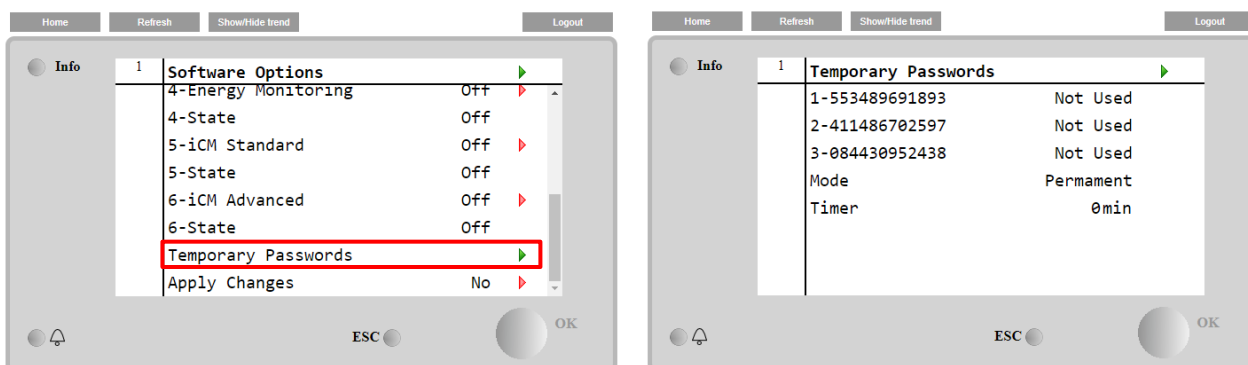 Home Refresh Show/Hide trend Logout
Info
1 Software Options
4-Energy Monitoring Off
4-State Off
5-iCM Standard Off
5-State Off
6-iCM Advanced Off
6-State Off
Temporary Passwords
Apply Changes No
ESC OK
Home Refresh Show/Hide trend Logout
Info
1 Temporary Passwords
1-553489691893 Not Used
2-411486702597 Not Used
3-084430952438 Not Used
Mode Permament
Timer 0min
ESC OK